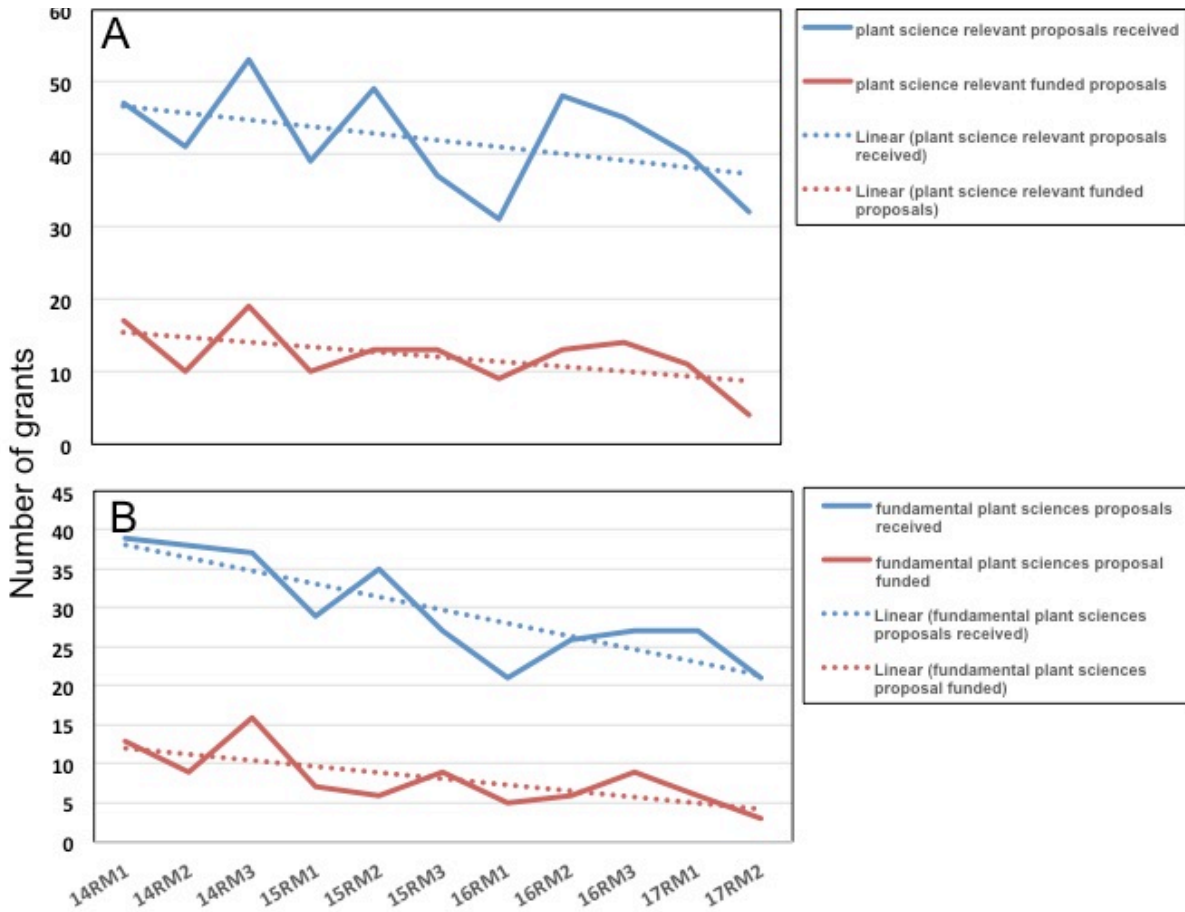 A
60
50
40
30
20
10
0
plant science relevant proposals received
plant science relevant funded proposals
Linear (plant science relevant proposals
received)
Linear (plant science relevant funded
proposals)
Number of grants
B
45
40
35
30
25
20
15
10
5
0
fundamental plant sciences proposals
received
fundamental plant sciences proposal
funded
Linear (fundamental plant sciences
proposals received)
Linear (fundamental plant sciences
proposal funded)
14RM1
14RM2
14RM3
15RM1
15RM2
15RM3
16RM1
16RM2
16RM3
17RM1
17RM2